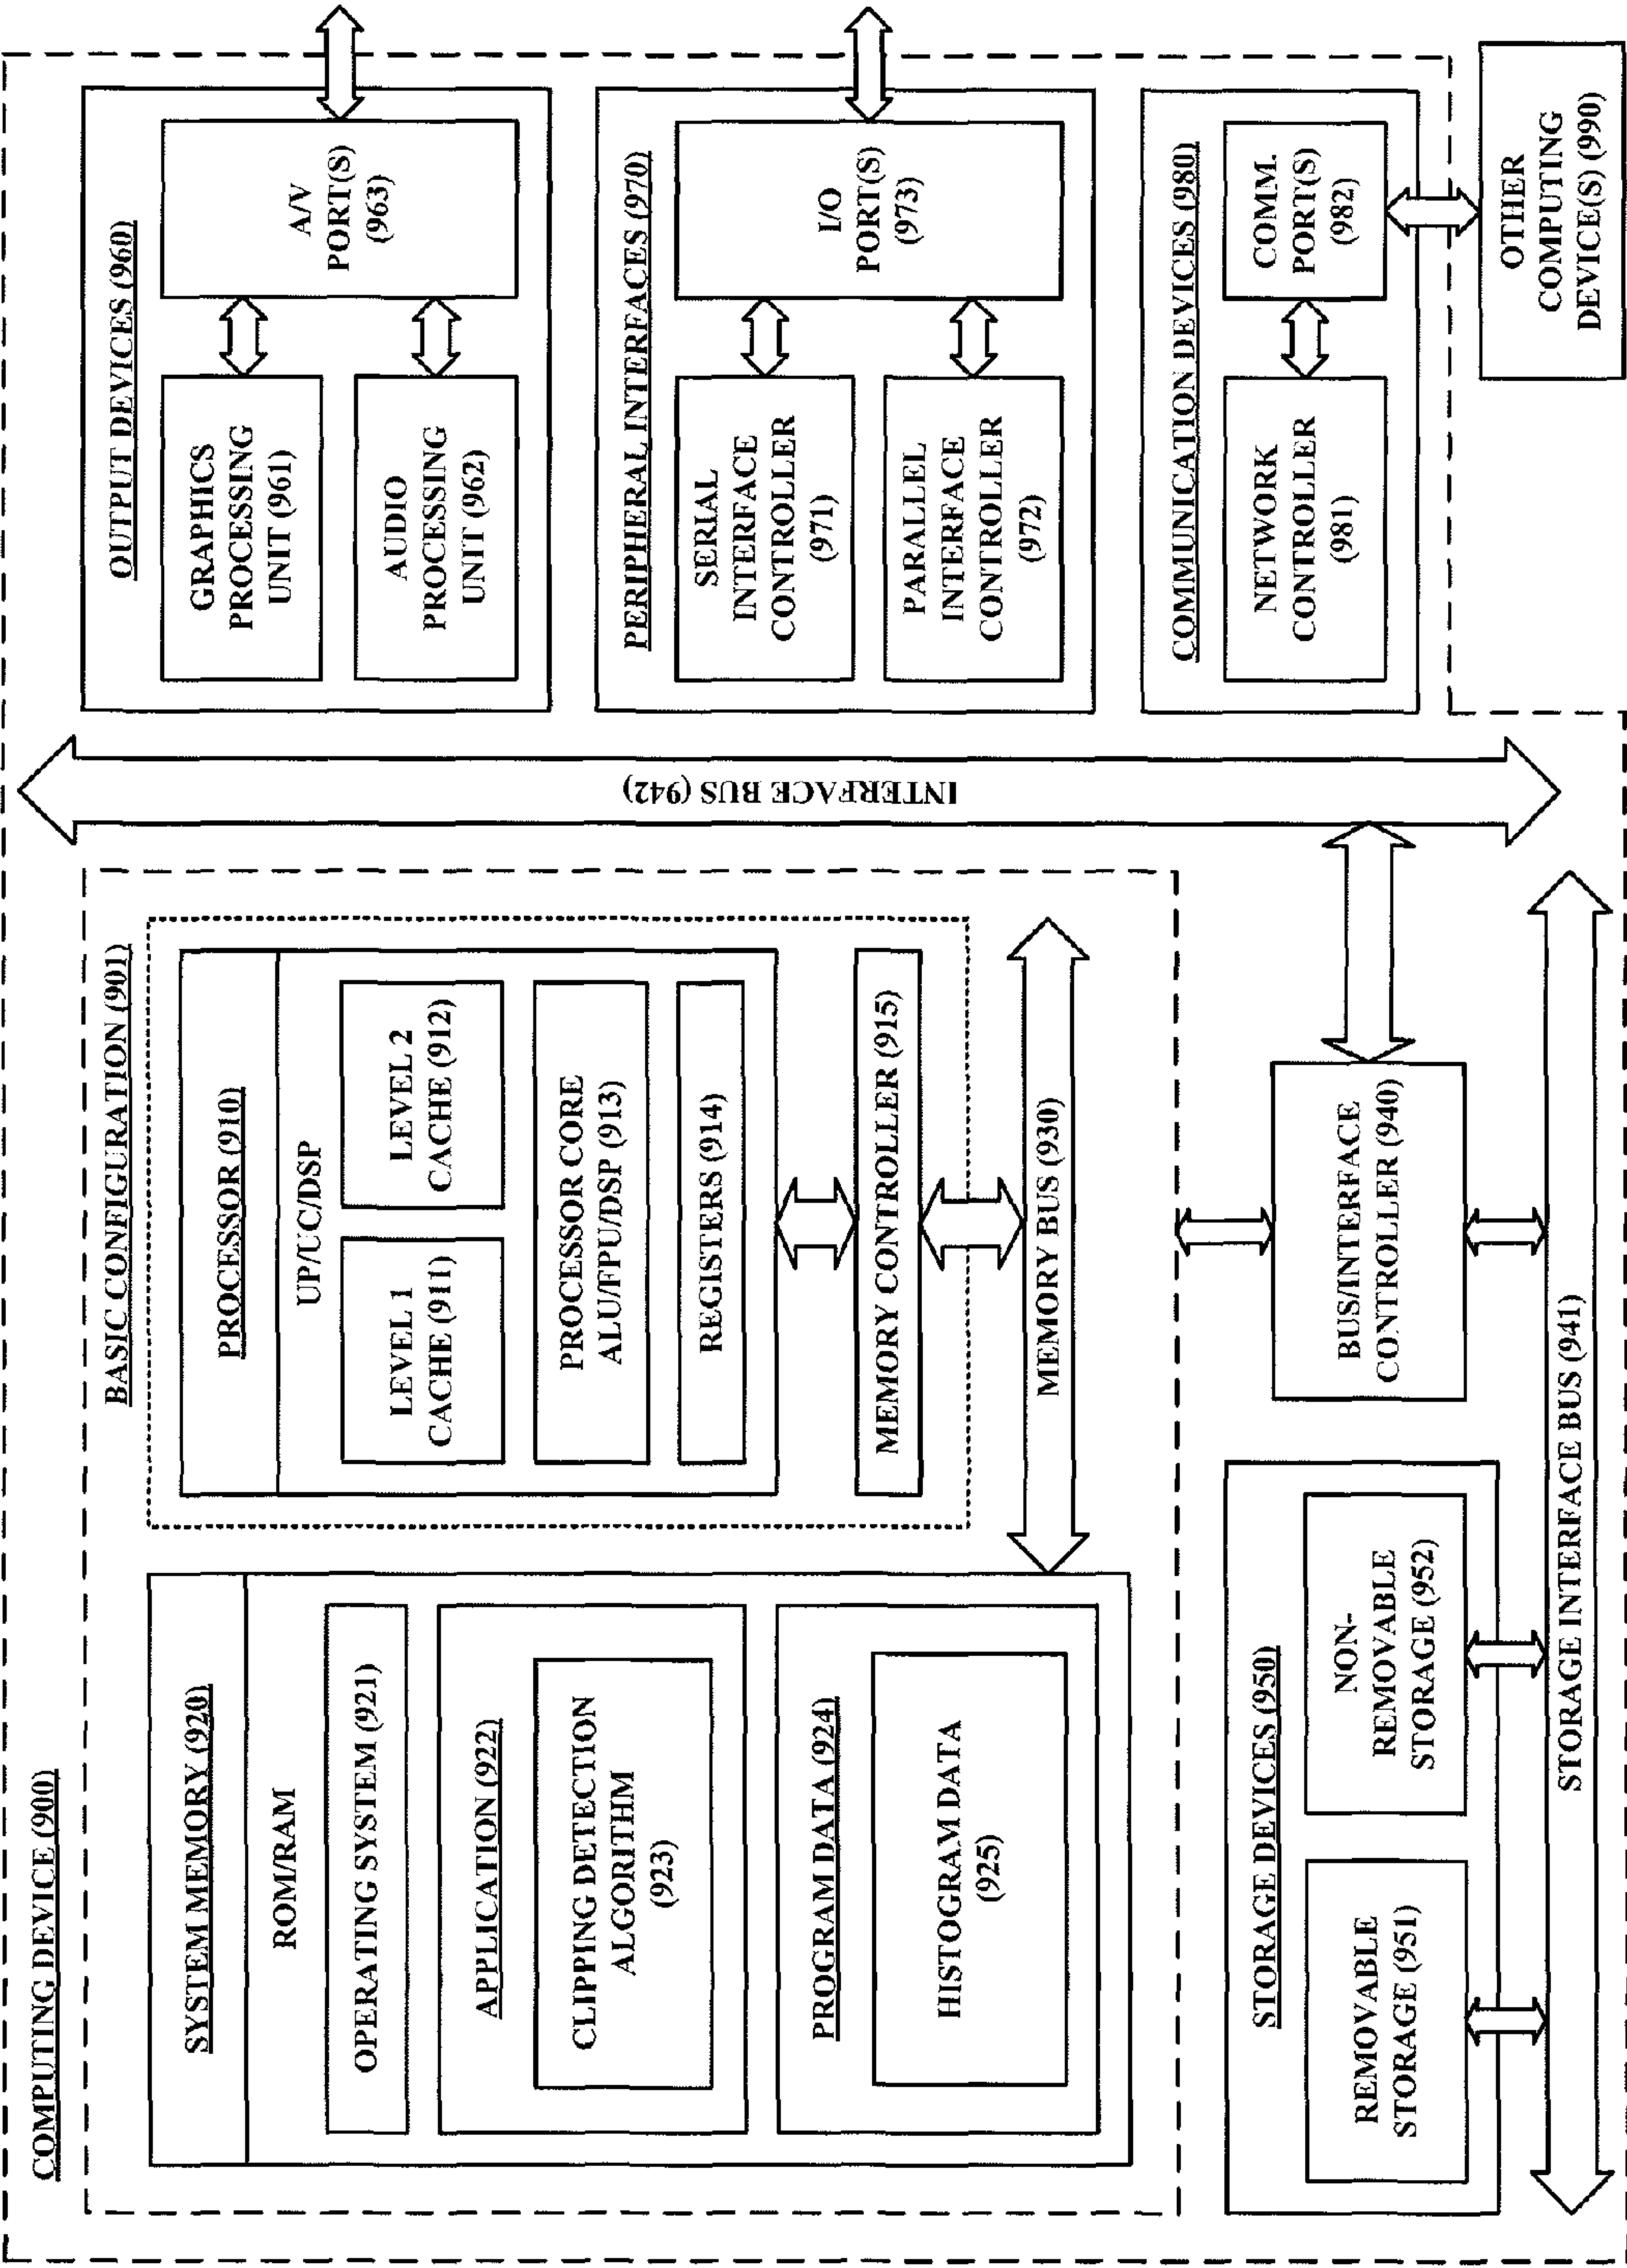 COMPUTING DEVICE (900)
BASIC CONFIGURATION (901)
SYSTEM MEMORY (920)
ROM/RAM
OPERATING SYSTEM (921)
APPLICATION (922)
CLIPPING DETECTION
ALGORITHM
(923)
PROGRAM DATA (924)
HISTOGRAM DATA
(925)
PROCESSOR (910)
UP/UC/DSP
LEVEL 1
CACHE (911)
LEVEL 2
CACHE (912)
PROCESSOR CORE
ALU/FPU/DSP (913)
REGISTERS (914)
MEMORY CONTROLLER (915)
MEMORY BUS (930)
BUS/INTERFACE
CONTROLLER (940)
STORAGE DEVICES (950)
REMOVABLE
STORAGE (951)
NON-
REMOVABLE
STORAGE (952)
STORAGE INTERFACE BUS (941)
INTERFACE BUS (942)
OUTPUT DEVICES (960)
GRAPHICS
PROCESSING
UNIT (961)
AUDIO
PROCESSING
UNIT (962)
A/V
PORT(S)
(963)
PERIPHERAL INTERFACES (970)
SERIAL
INTERFACE
CONTROLLER
(971)
PARALLEL
INTERFACE
CONTROLLER
(972)
I/O
PORT(S)
(973)
COMMUNICATION DEVICES (980)
NETWORK
CONTROLLER
(981)
COMM.
PORT(S)
(982)
OTHER
COMPUTING
DEVICE(S) (990)